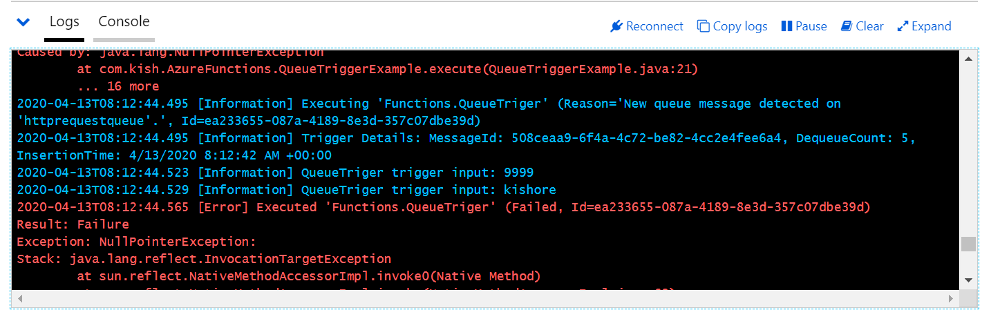 Logs Console Reconnect Copy logs Pause Clear Expand
Caused by: java.lang.NullPointerException
at com.kish.AzureFunctions.QueueTriggerExample.execute(QueueTriggerExample.java:21)
... 16 more
2020-04-13T08:12:44.495 [Information] Executing 'Functions.QueueTriger' (Reason='New queue message detected on
'httprequestqueue'.', Id=ea233655-087a-4189-8e3d-357c07dbe39d)
2020-04-13T08:12:44.495 [Information] Trigger Details: MessageId: 508ceaa9-6f4a-4c72-be82-4cc2e4fee6a4, DequeueCount: 5,
InsertionTime: 4/13/2020 8:12:42 AM +00:00
2020-04-13T08:12:44.523 [Information] QueueTriger trigger input: 9999
2020-04-13T08:12:44.529 [Information] QueueTriger trigger input: kishore
2020-04-13T08:12:44.565 [Error] Executed 'Functions.QueueTriger' (Failed, Id=ea233655-087a-4189-8e3d-357c07dbe39d)
Result: Failure
Exception: NullPointerException:
Stack: java.lang.reflect.InvocationTargetException
at sun.reflect.NativeMethodAccessorImpl.invoke0(Native Method)